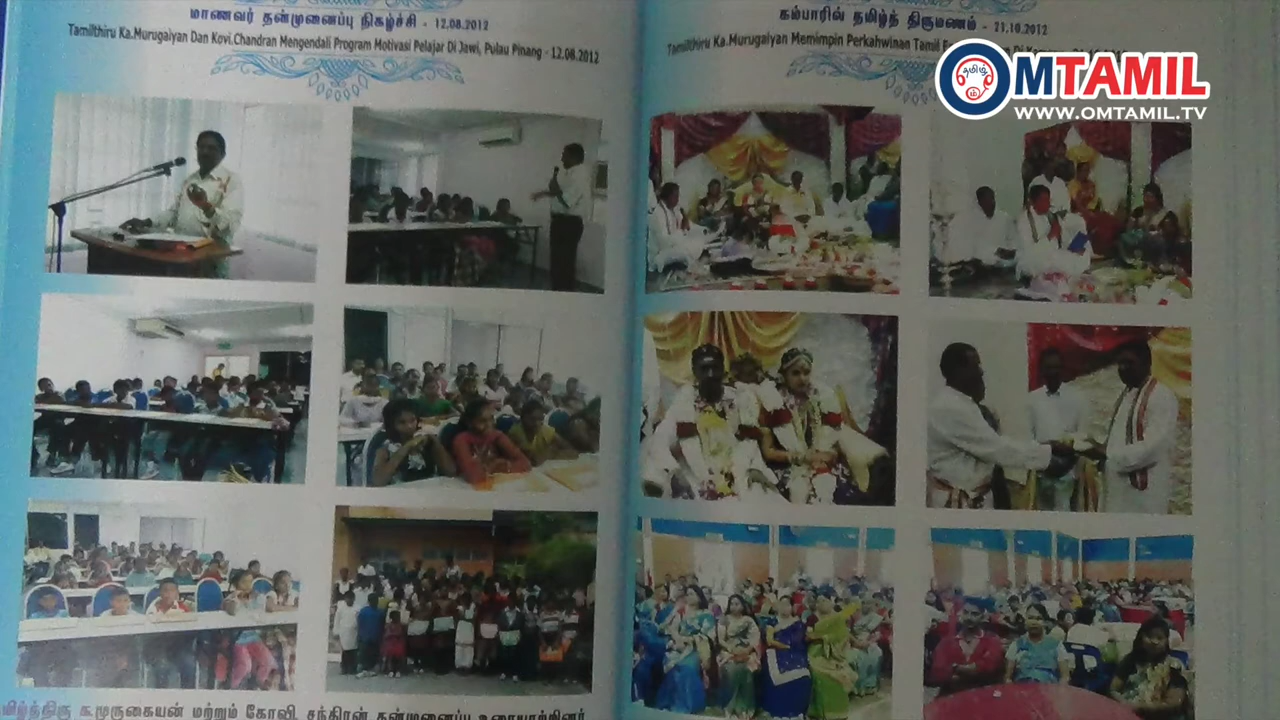 மாணவர் தன்முனைப்பு நிகழ்ச்சி - 12.08.2012
Tamilthiru Ka.Murugaiyan Dan Kovi.Chandran Mengendali Program Motivasi Pelajar Di Jawi, Pulau Pinang - 12.08.2012
கம்பாரில் தமிழ்த் திருமணம் - 21.10.2012
Tamilthiru Ka.Murugaiyan Memimpin Perkahwinan Tamil
தமிழ்
ம்
OMTAMIL
WWW.OMTAMIL.TV
க.முருகையன் மற்றும் கோவி. சந்திரன் தன்முனைப்பு